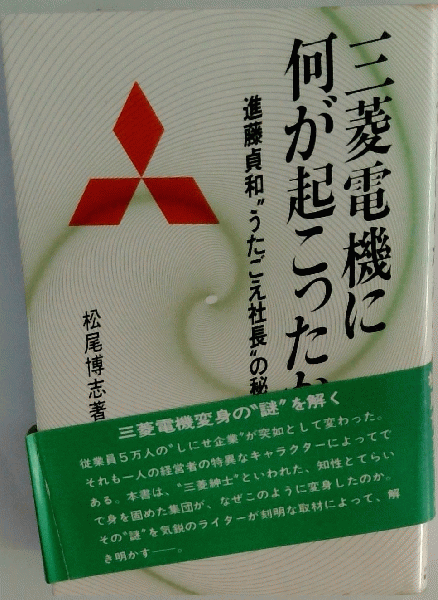 三菱電機に
何が起こったか
進藤貞和〝うたごえ社長〟の秘
松尾博志著
三菱電機変身の〝謎〟を解く
従業員5万人の〝しにせ企業〟が突如として変わった。
それも一人の経営者の特異なキャラクターによってで
ある。本書は、〝三菱紳士〟といわれた、知性とてらい
で身を固めた集団が、なぜこのように変身したのか。
その〝謎〟を気鋭のライターが刻明な取材によって、解
き明かす──。